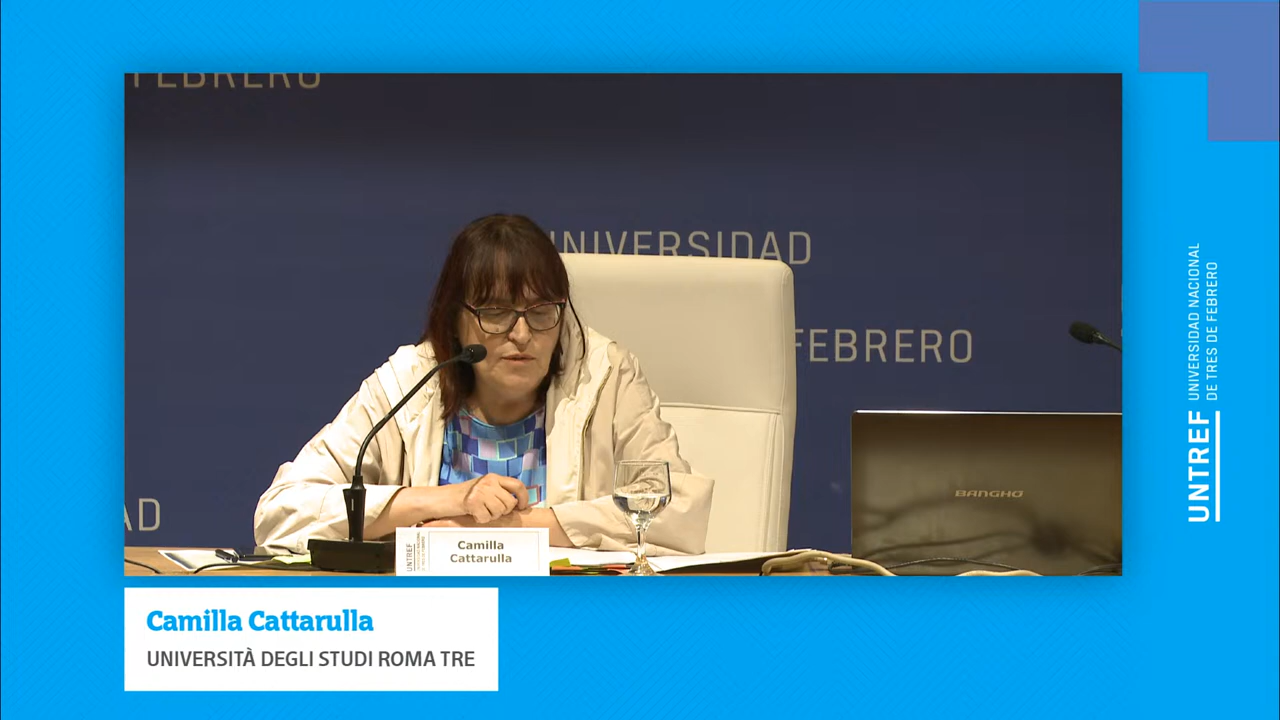 FEBRERO
UNIVERSIDAD
FEBRERO
AD
BANGHO
UNTREF
Camilla
Cattarulla
Camilla Cattarulla
UNIVERSITÀ DEGLI STUDI ROMA TRE
UNTREF
UNIVERSIDAD NACIONAL
DE TRES DE FEBRERO